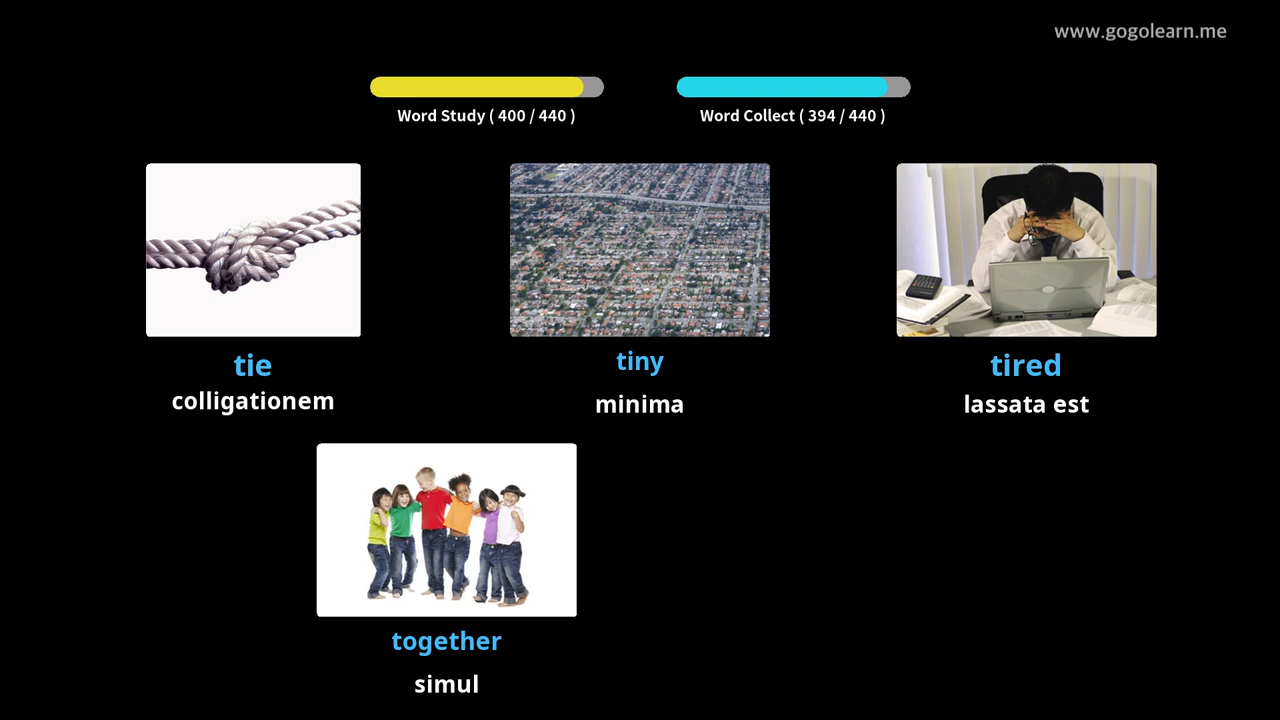 www.gogolearn.me
Word Study ( 400 / 440 )
Word Collect ( 394 / 440 )
tie
colligationem
tiny
minima
tired
lassata est
together
simul